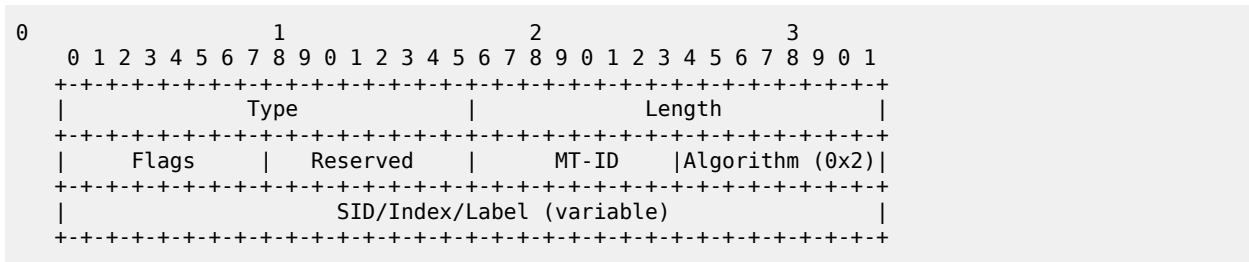 0                   1                   2                   3
    0 1 2 3 4 5 6 7 8 9 0 1 2 3 4 5 6 7 8 9 0 1 2 3 4 5 6 7 8 9 0 1
   +-+-+-+-+-+-+-+-+-+-+-+-+-+-+-+-+-+-+-+-+-+-+-+-+-+-+-+-+-+-+-+-+
   |              Type             |             Length            |
   +-+-+-+-+-+-+-+-+-+-+-+-+-+-+-+-+-+-+-+-+-+-+-+-+-+-+-+-+-+-+-+-+
   |     Flags     |   Reserved    |      MT-ID    |Algorithm (0x2)|
   +-+-+-+-+-+-+-+-+-+-+-+-+-+-+-+-+-+-+-+-+-+-+-+-+-+-+-+-+-+-+-+-+
   |                     SID/Index/Label (variable)                |
   +-+-+-+-+-+-+-+-+-+-+-+-+-+-+-+-+-+-+-+-+-+-+-+-+-+-+-+-+-+-+-+-+